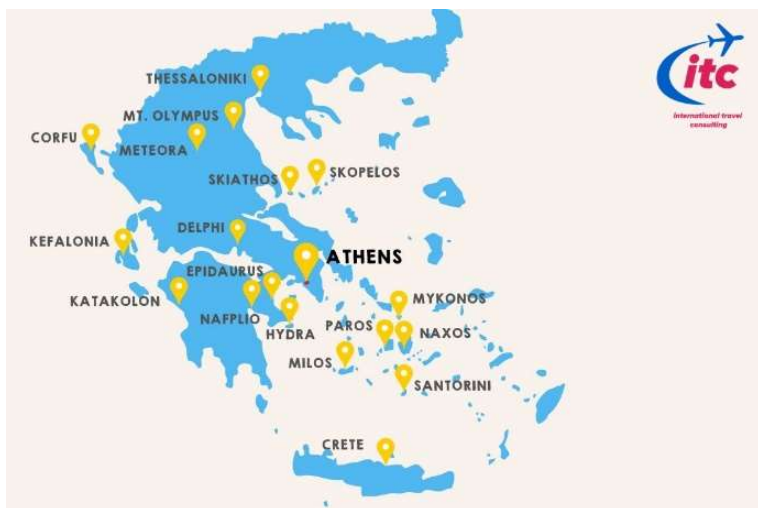 itc
international travel
consulting
THESSALONIKI
MT. OLYMPUS
CORFU
METEORA
SKIATHOS
SKOPELOS
DELPHI
KEFALONIA
ATHENS
EPIDAURUS
KATAKOLON
NAFPLIO
HYDRA
PAROS
MYKONOS
NAXOS
MILOS
SANTORINI
CRETE